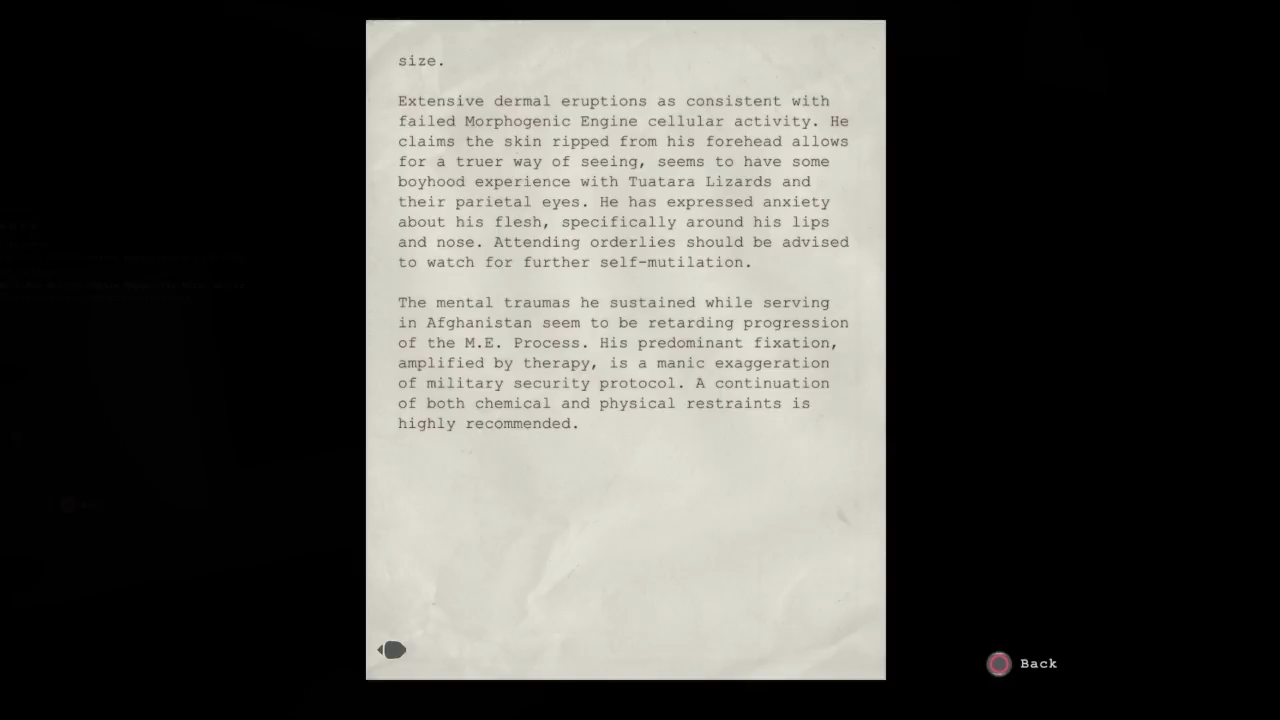 size.
Extensive dermal eruptions as consistent with
failed Morphogenic Engine cellular activity. He
claims the skin ripped from his forehead allows
for a truer way of seeing, seems to have some
boyhood experience with Tuatara Lizards and
their parietal eyes. He has expressed anxiety
about his flesh, specifically around his lips
and nose. Attending orderlies should be advised
to watch for further self-mutilation.
The mental traumas he sustained while serving
in Afghanistan seem to be retarding progression
of the M.E. Process. His predominant fixation,
amplified by therapy, is a manic exaggeration
of military security protocol. A continuation
of both chemical and physical restraints is
highly recommended.
Back